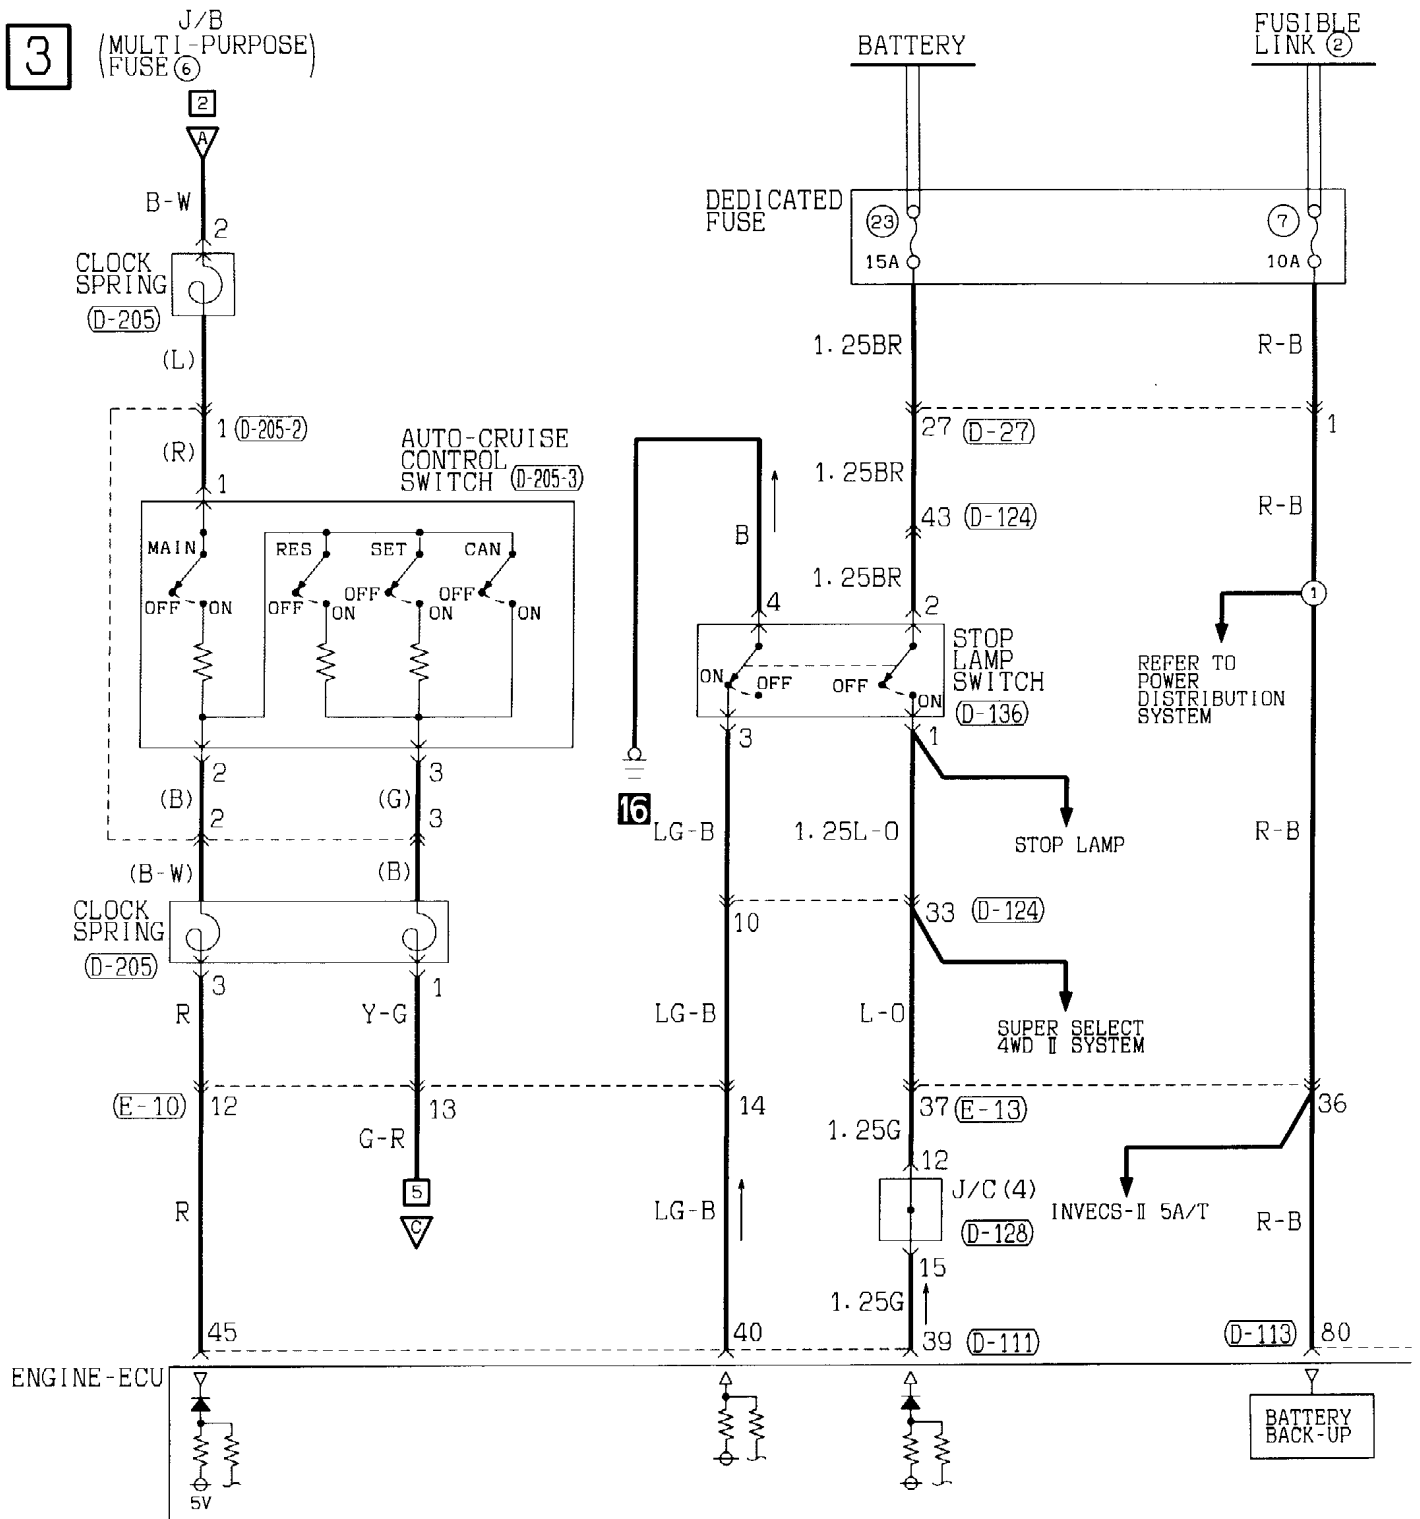 3
J/B
(MULTI-PURPOSE)
FUSE ⑥
2
A
B-W
2
CLOCK
SPRING
(D-205)
(L)
1 (D-205-2)
(R)
1
AUTO-CRUISE
CONTROL
SWITCH (D-205-3)
MAIN
RES
SET
CAN
OFF
ON
OFF
ON
OFF
ON
OFF
ON
2
3
(B)
(G)
2
3
(B-W)
(B)
CLOCK
SPRING
(D-205)
3
1
R
Y-G
(E-10)
12
13
G-R
5
C
R
45
BATTERY
FUSIBLE
LINK ②
DEDICATED
FUSE
23
15A
7
10A
1.25BR
R-B
27 (D-27)
1
1.25BR
R-B
43 (D-124)
B
1.25BR
1
4
2
STOP
LAMP
SWITCH
(D-136)
ON
OFF
OFF
ON
REFER TO
POWER
DISTRIBUTION
SYSTEM
3
1
16
LG-B
1.25L-O
STOP LAMP
R-B
10
33 (D-124)
LG-B
L-O
SUPER SELECT
4WD Ⅱ SYSTEM
14
37 (E-13)
36
1.25G
12
J/C (4)
(D-128)
INVECS-Ⅱ 5A/T
LG-B
R-B
15
1.25G
40
39 (D-111)
(D-113) 80
ENGINE-ECU
5V
BATTERY
BACK-UP